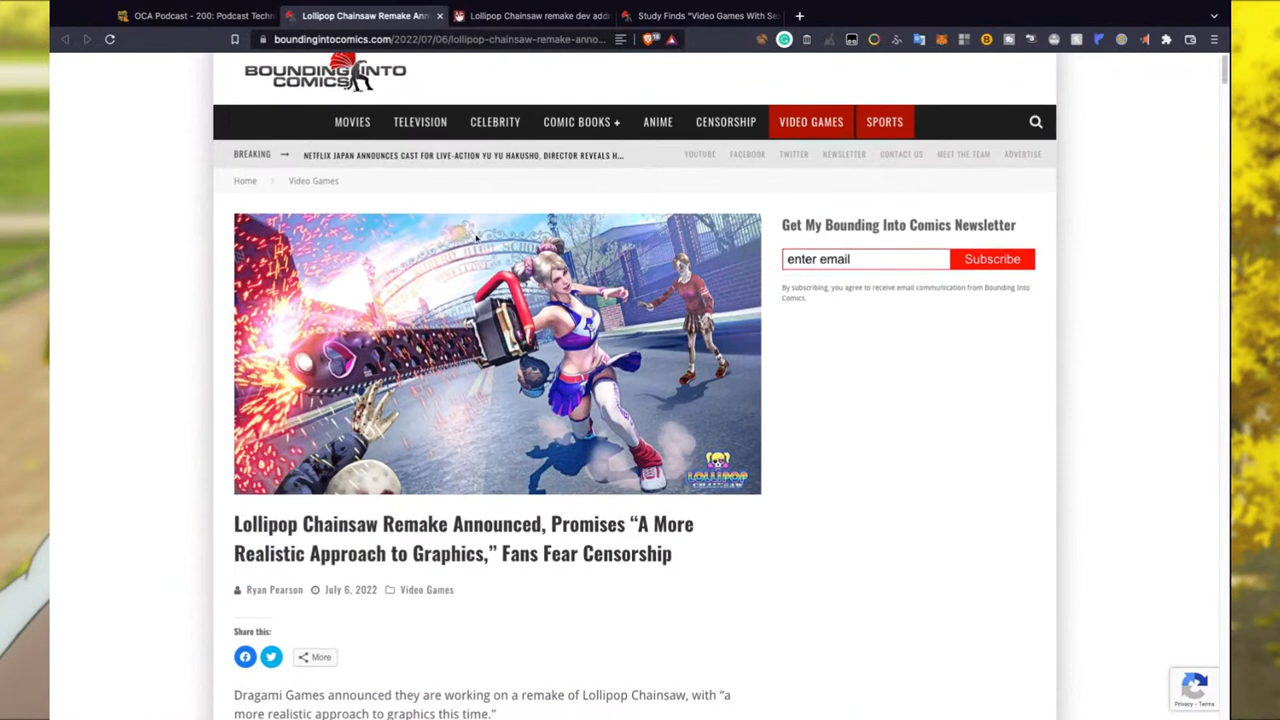 OCA Podcast - 200: Podcast Techn
Lollipop Chainsaw Remake Ann
Lollipop Chainsaw remake dev addr
Study Finds "Video Games With Se
boundingintocomics.com/2022/07/06/lollipop-chainsaw-remake-anno...
BOUNDING INTO
COMICS
MOVIES TELEVISION CELEBRITY COMIC BOOKS + ANIME CENSORSHIP VIDEO GAMES SPORTS
BREAKING → NETFLIX JAPAN ANNOUNCES CAST FOR LIVE-ACTION YU YU HAKUSHO, DIRECTOR REVEALS H...
YOUTUBE FACEBOOK TWITTER NEWSLETTER CONTACT US MEET THE TEAM ADVERTISE
Home > Video Games
HIGH SCHOOL
LOLLIPOP
CHAINSAW
Get My Bounding Into Comics Newsletter
enter email Subscribe
By subscribing, you agree to receive email communication from Bounding Into
Comics.
Lollipop Chainsaw Remake Announced, Promises “A More
Realistic Approach to Graphics,” Fans Fear Censorship
Ryan Pearson July 6, 2022 Video Games
Share this:
More
Dragami Games announced they are working on a remake of Lollipop Chainsaw, with “a
more realistic approach to graphics this time.”
Privacy - Terms